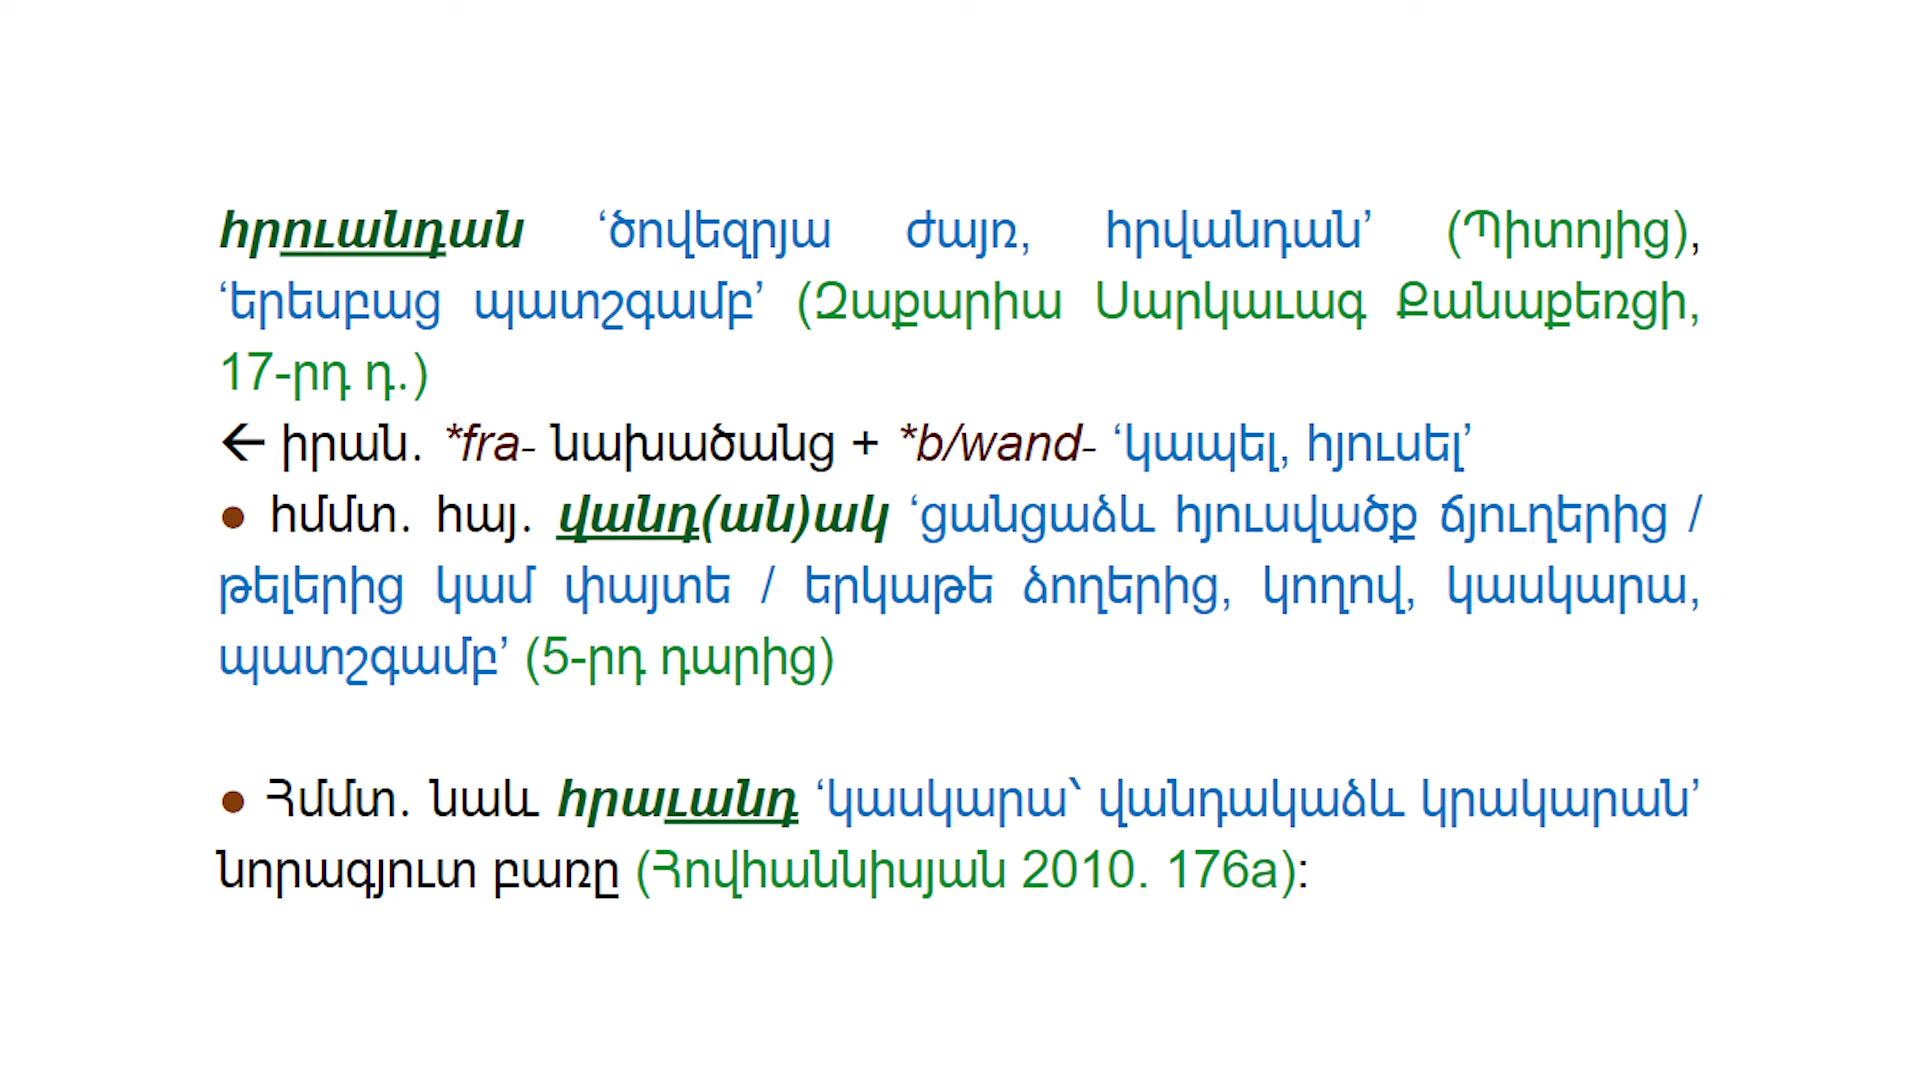 հրուանդան ‘ծովեզրյա ժայռ, հրվանդան’ (Պիտոյից),
‘երեսբաց պատշգամբ’ (Զաքարիա Սարկաւագ Քանաքեռցի,
17-րդ դ.)
← իրան. *fra- նախածանց + *b/wand- ‘կապել, հյուսել’
● հմմտ. հայ. վանդ(ան)ակ ‘ցանցաձև հյուսվածք ճյուղերից /
թելերից կամ փայտե / երկաթե ձողերից, կողով, կասկարա,
պատշգամբ’ (5-րդ դարից)
● Հմմտ. նաև հրաւանդ ‘կասկարա՝ վանդակաձև կրակարան’
նորագյուտ բառը (Հովհաննիսյան 2010. 176a):